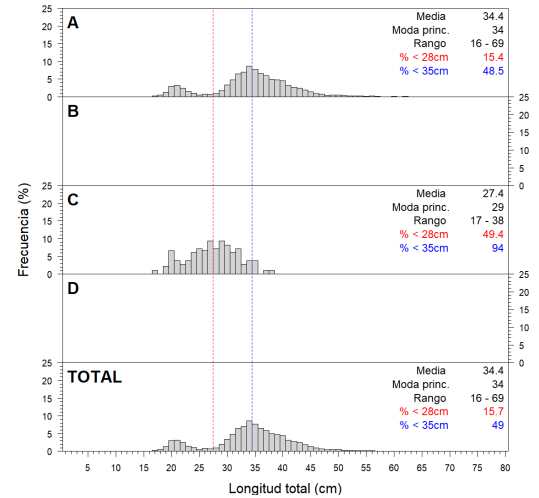 25
20
15
10
5
0
A
Media 34.4
Moda princ. 34
Rango 16 - 69
% < 28cm 15.4
% < 35cm 48.5
B
25
20
15
10
5
0
25
20
15
10
5
0
C
Media 27.4
Moda princ. 29
Rango 17 - 38
% < 28cm 49.4
% < 35cm 94
D
25
20
15
10
5
0
25
20
15
10
5
0
TOTAL
Media 34.4
Moda princ. 34
Rango 16 - 69
% < 28cm 15.7
% < 35cm 49
Frecuencia (%)
5 10 15 20 25 30 35 40 45 50 55 60 65 70 75 80
Longitud total (cm)